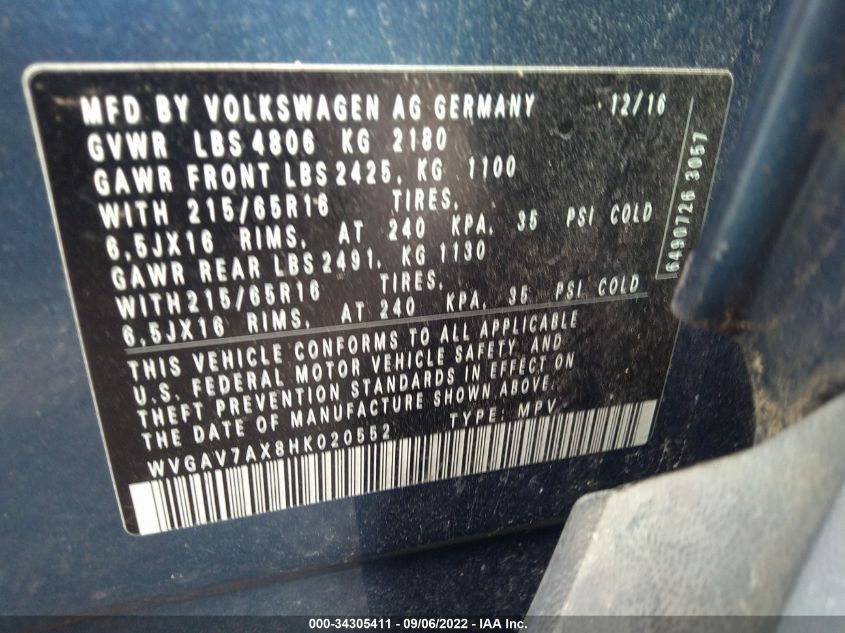 MFD BY VOLKSWAGEN AG GERMANY 12/16
GVWR LBS 4806 KG 2180
GAWR FRONT LBS 2425, KG 1100
WITH 215/65R16 TIRES,
6,5JX16 RIMS, AT 240 KPA, 35 PSI COLD
GAWR REAR LBS 2491, KG 1130
WITH 215/65R16 TIRES,
6,5JX16 RIMS, AT 240 KPA, 35 PSI COLD
THIS VEHICLE CONFORMS TO ALL APPLICABLE
U.S. FEDERAL MOTOR VEHICLE SAFETY AND
THEFT PREVENTION STANDARDS IN EFFECT ON
THE DATE OF MANUFACTURE SHOWN ABOVE.
WVGAV7AX8HK020552 TYPE: MPV
6490726 3057
000-34305411 - 09/06/2022 - IAA Inc.